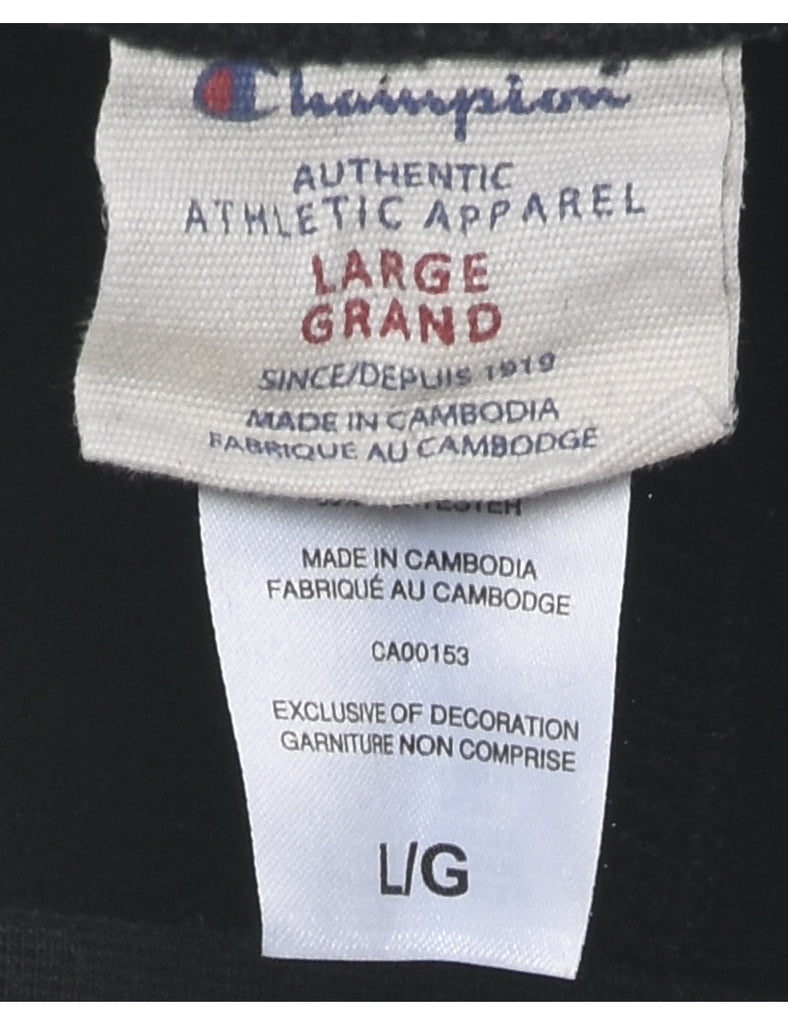 Champion
AUTHENTIC
ATHLETIC APPAREL
LARGE
GRAND
SINCE/DEPUIS 1919
MADE IN CAMBODIA
FABRIQUE AU CAMBODGE
MADE IN CAMBODIA
FABRIQUÉ AU CAMBODGE
CA00153
EXCLUSIVE OF DECORATION
GARNITURE NON COMPRISE
L/G